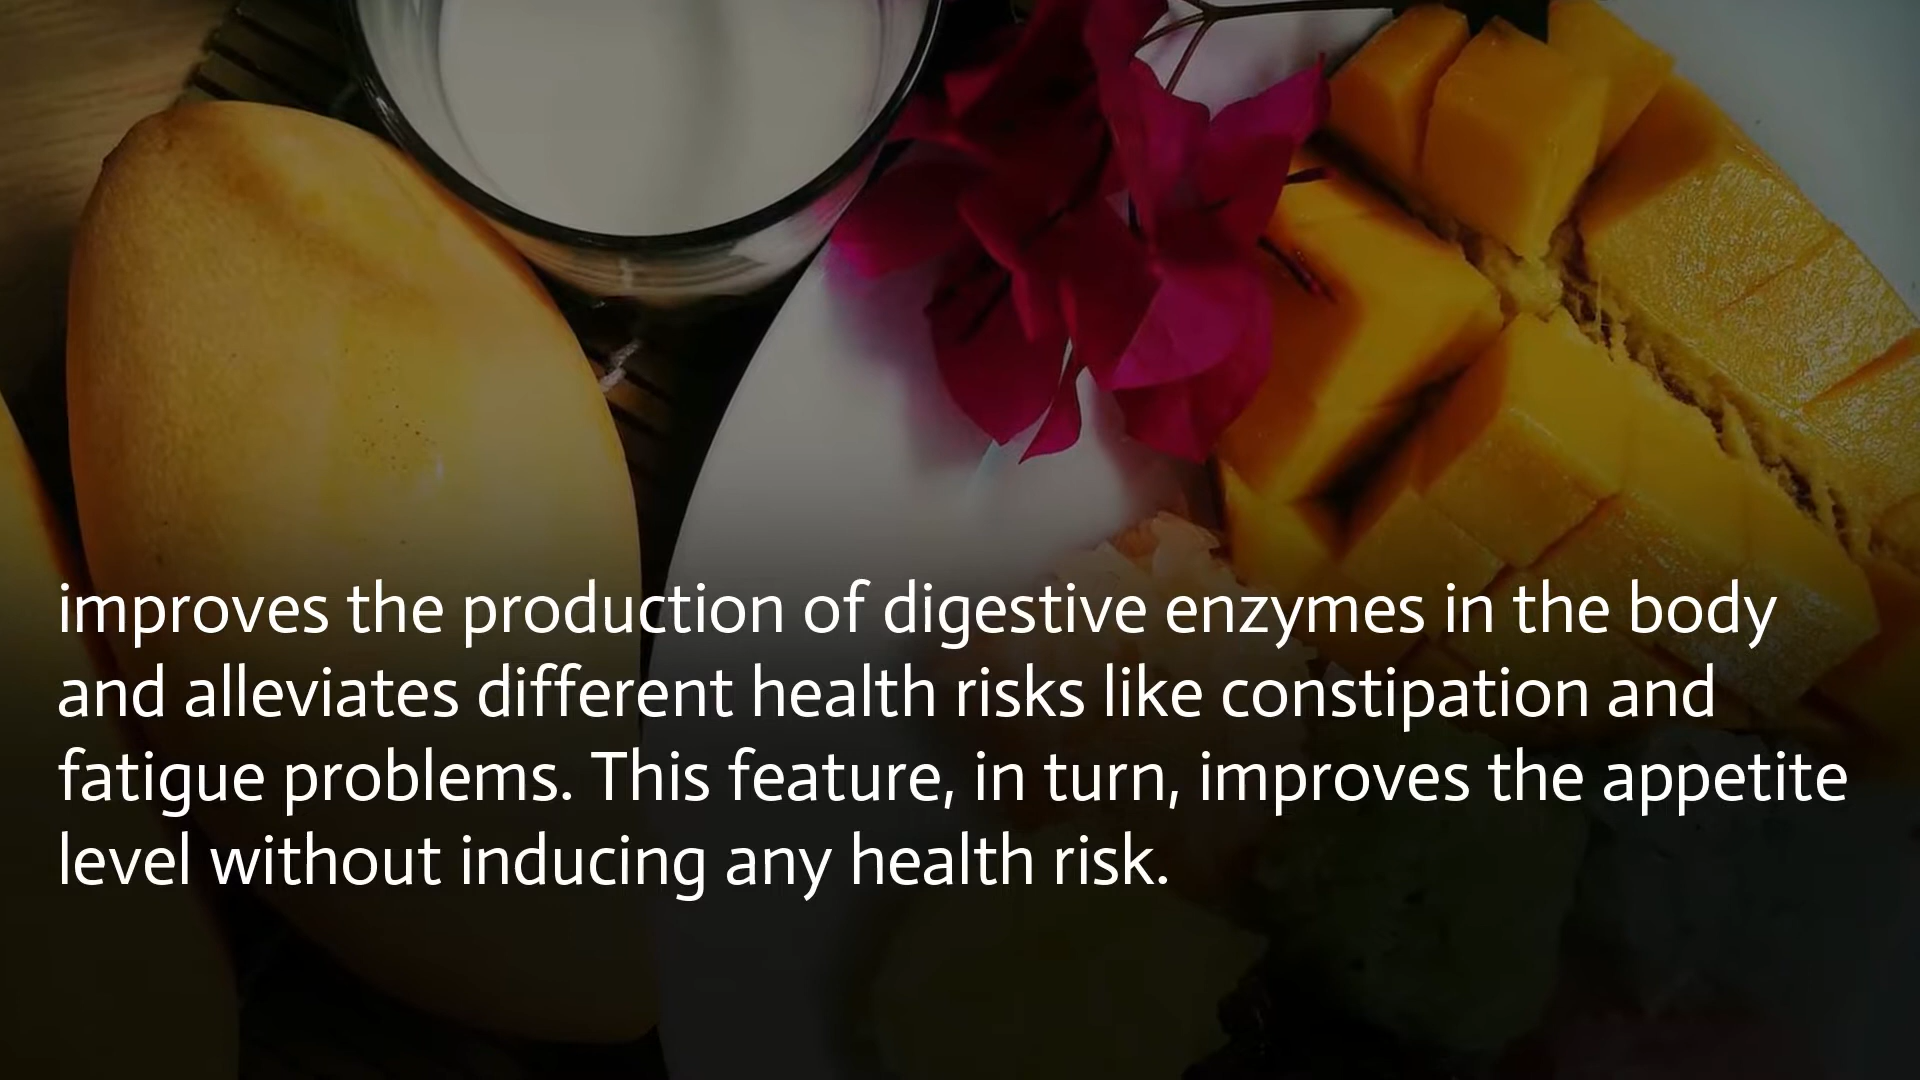 improves the production of digestive enzymes in the body
and alleviates different health risks like constipation and
fatigue problems. This feature, in turn, improves the appetite
level without inducing any health risk.